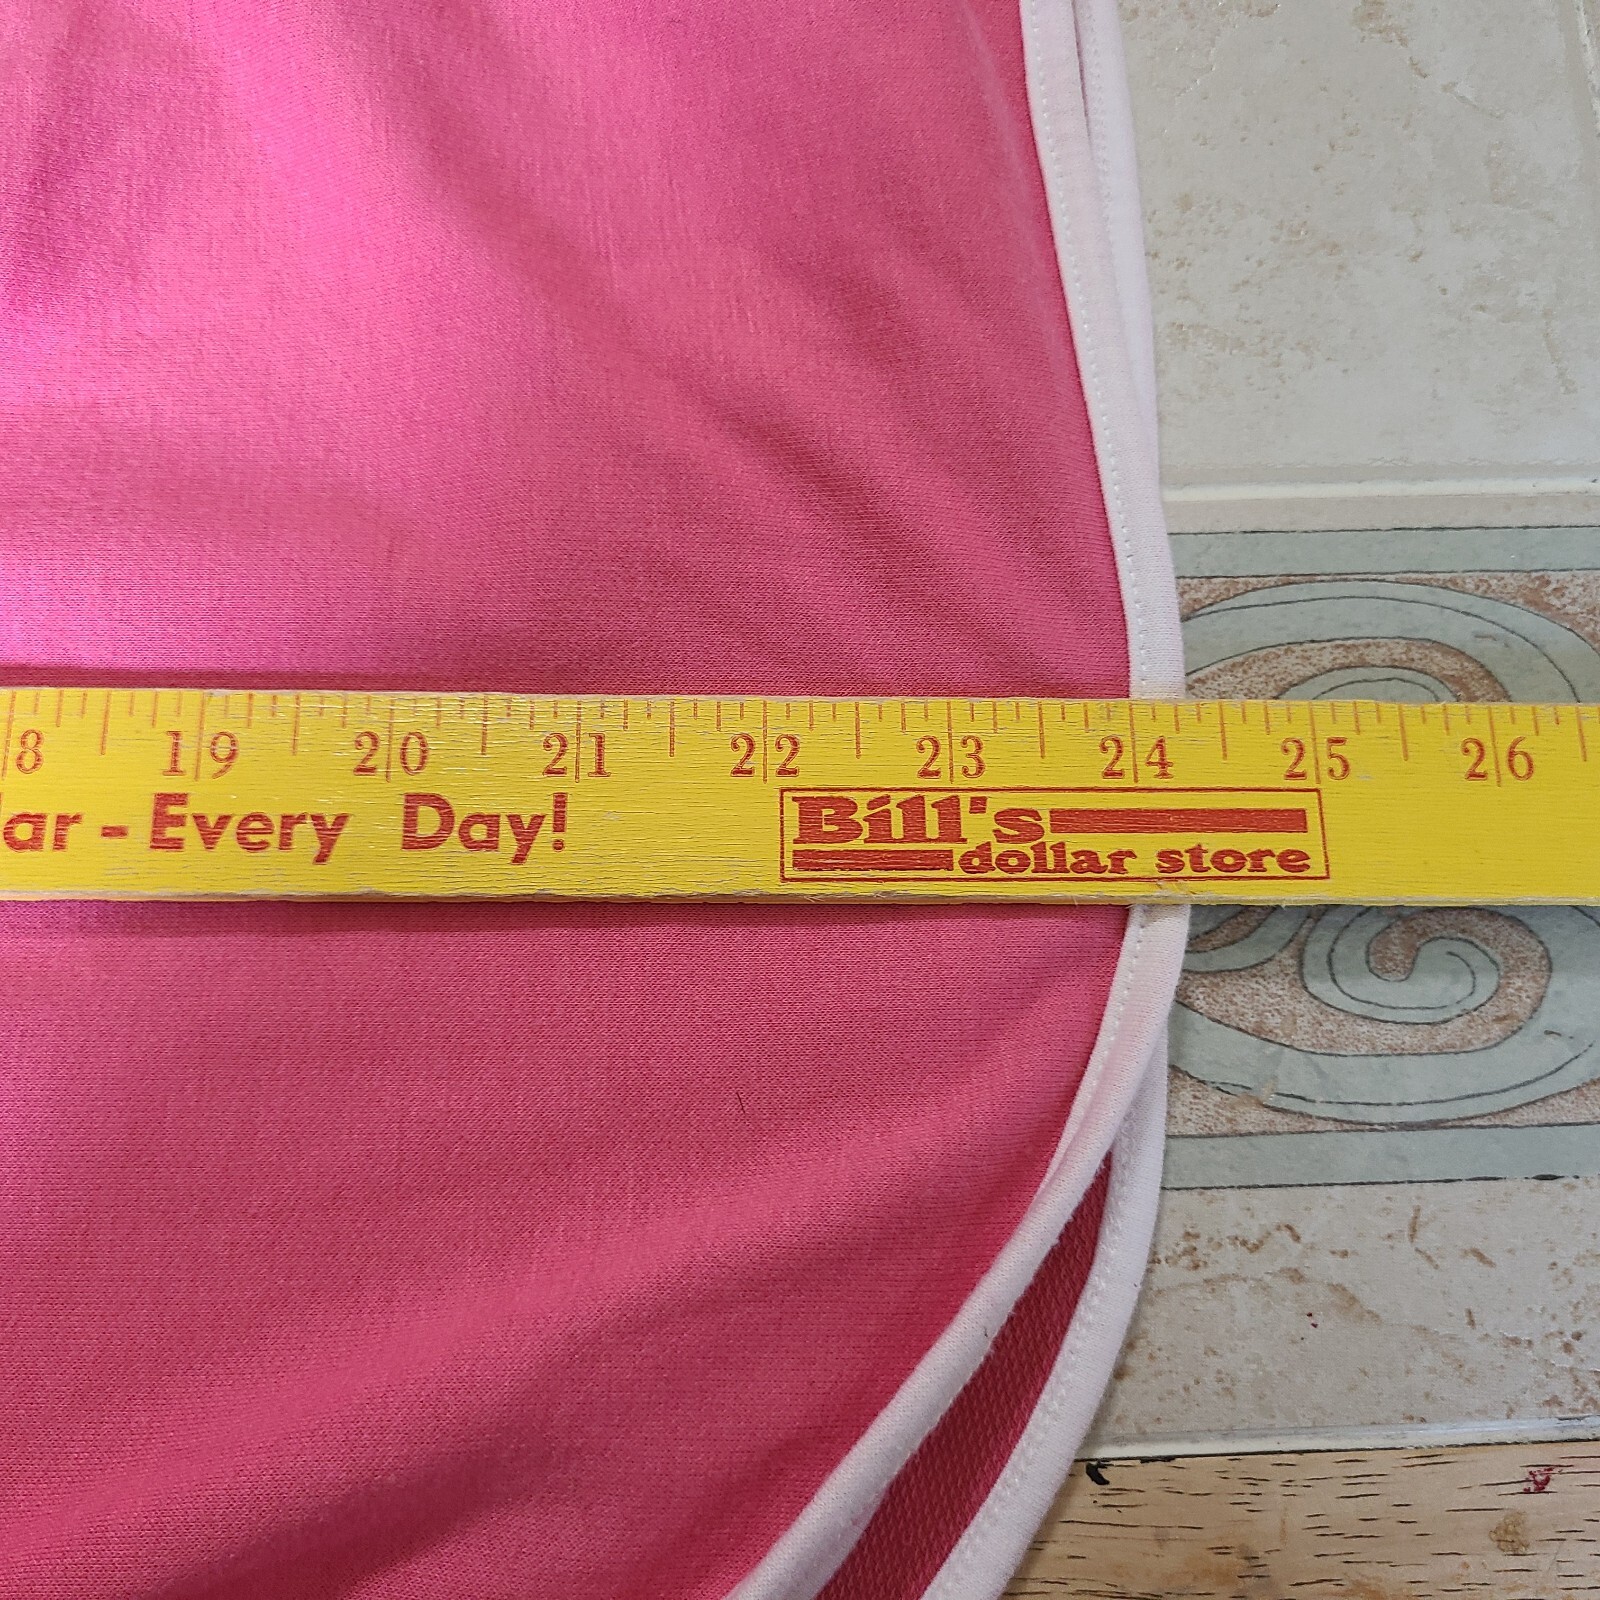 8 19 20 21 22 23 24 25 26
ar - Every Day!
Bill's
dollar store